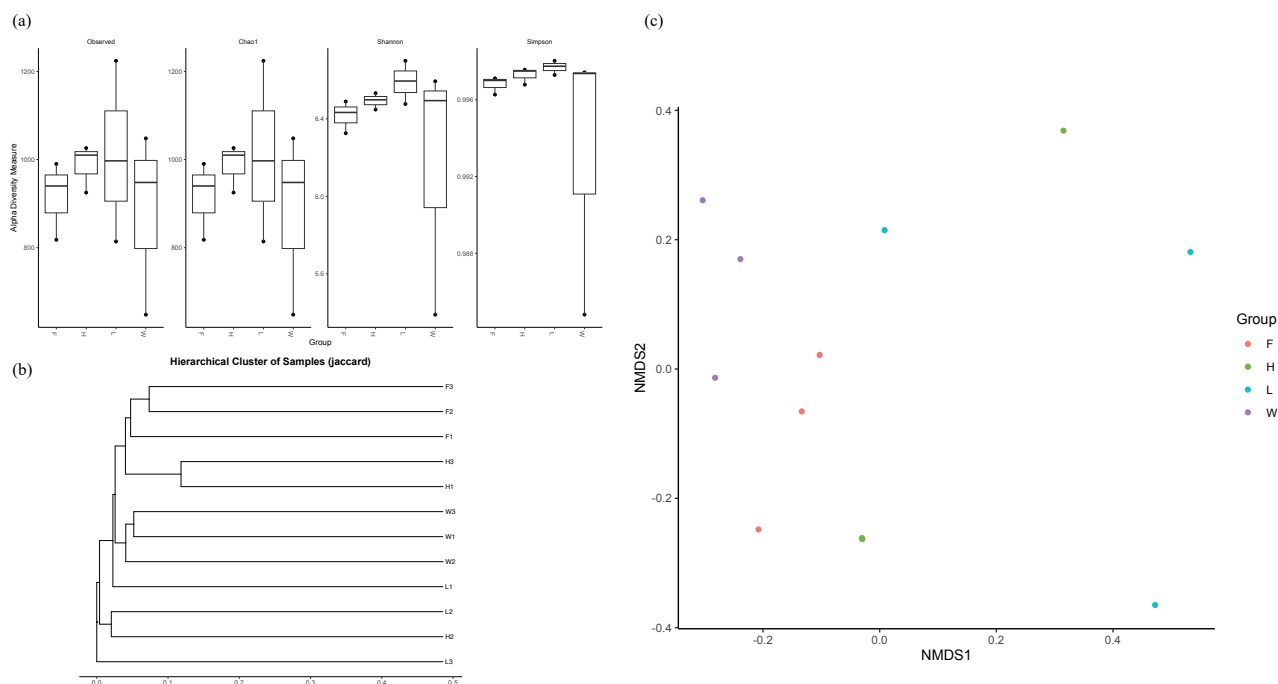 (a)
Observed
Chao1
Shannon
Simpson
Alpha Diversity Measure
1200
1000
800
1200
1000
800
6.4
6.0
5.6
0.996
0.992
0.988
F
H
L
W
F
H
L
W
F
H
L
W
F
H
L
W
Group
(b)
Hierarchical Cluster of Samples (jaccard)
F3
F2
F1
H3
H1
W3
W1
W2
L1
L2
H2
L3
0.0
0.1
0.2
0.3
0.4
0.5
(c)
NMDS2
0.4
0.2
0.0
-0.2
-0.4
-0.2
0.0
0.2
0.4
NMDS1
Group
F
H
L
W